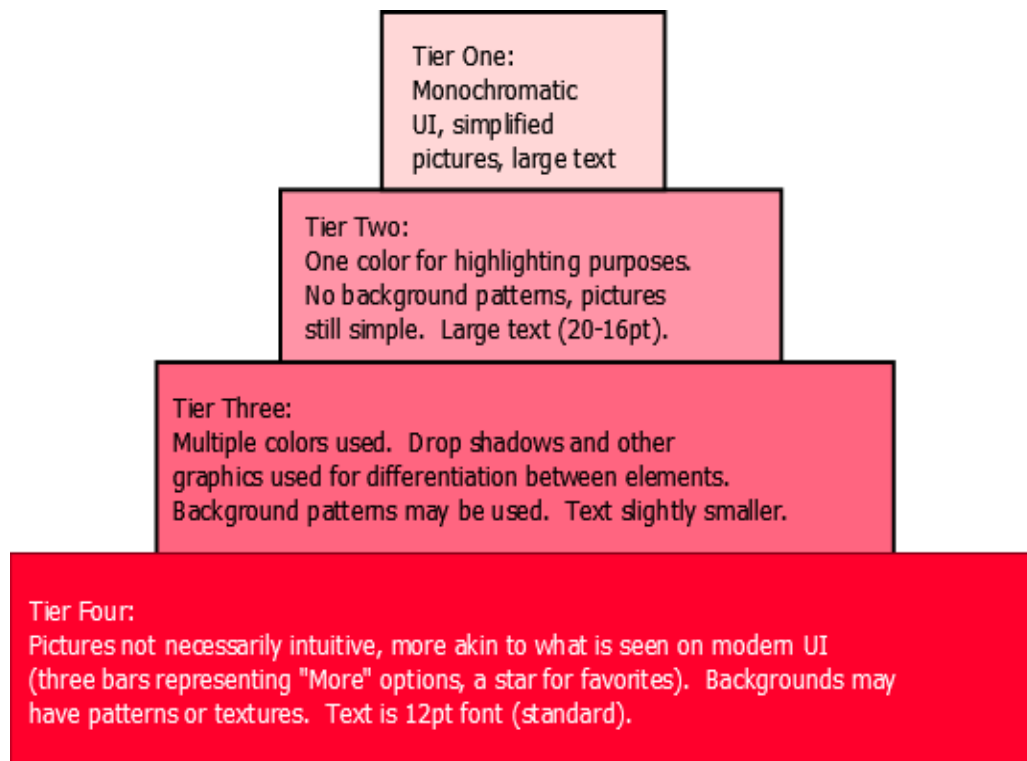 Tier One:
Monochromatic
UI, simplified
pictures, large text
Tier Two:
One color for highlighting purposes.
No background patterns, pictures
still simple.  Large text (20-16pt).
Tier Three:
Multiple colors used.  Drop shadows and other
graphics used for differentiation between elements.
Background patterns may be used.  Text slightly smaller.
Tier Four:
Pictures not necessarily intuitive, more akin to what is seen on modern UI
(three bars representing "More" options, a star for favorites).  Backgrounds may
have patterns or textures.  Text is 12pt font (standard).